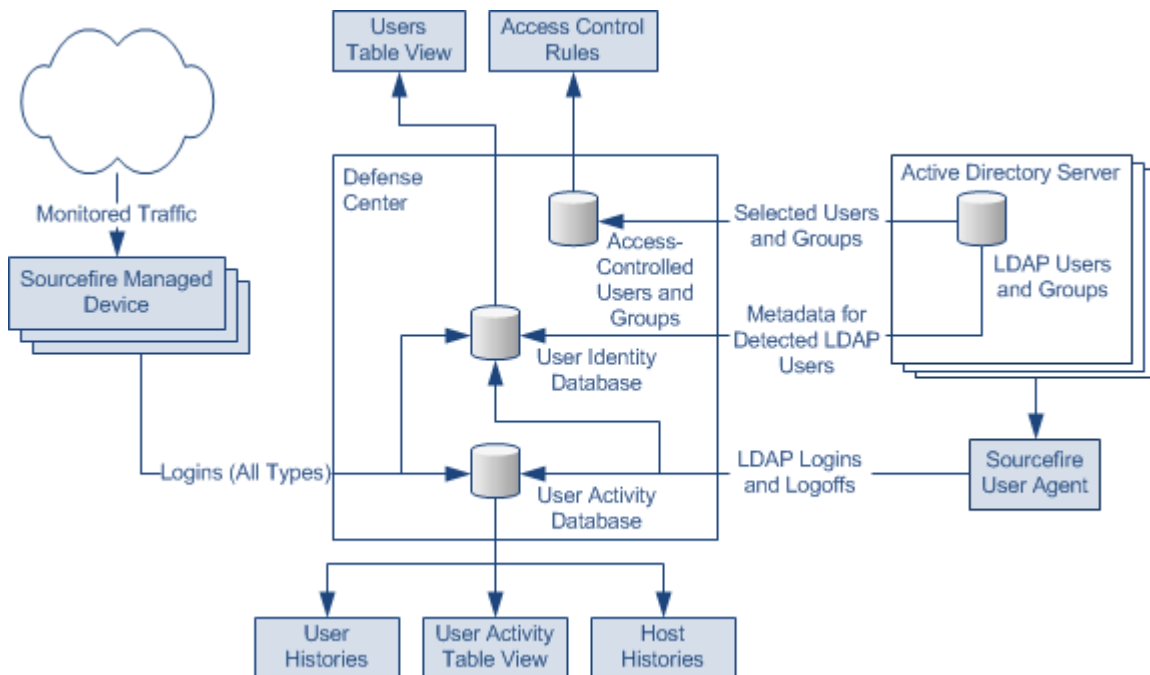 Users
Table View
Access Control
Rules
Defense
Center
Active Directory Server
Monitored Traffic
Selected Users
and Groups
Access-
Controlled
Users and
Groups
LDAP Users
and Groups
Sourcefire Managed
Device
Metadata for
Detected LDAP
Users
User Identity
Database
Logins (All Types)
LDAP Logins
and Logoffs
Sourcefire
User Agent
User Activity
Database
User
Histories
User Activity
Table View
Host
Histories